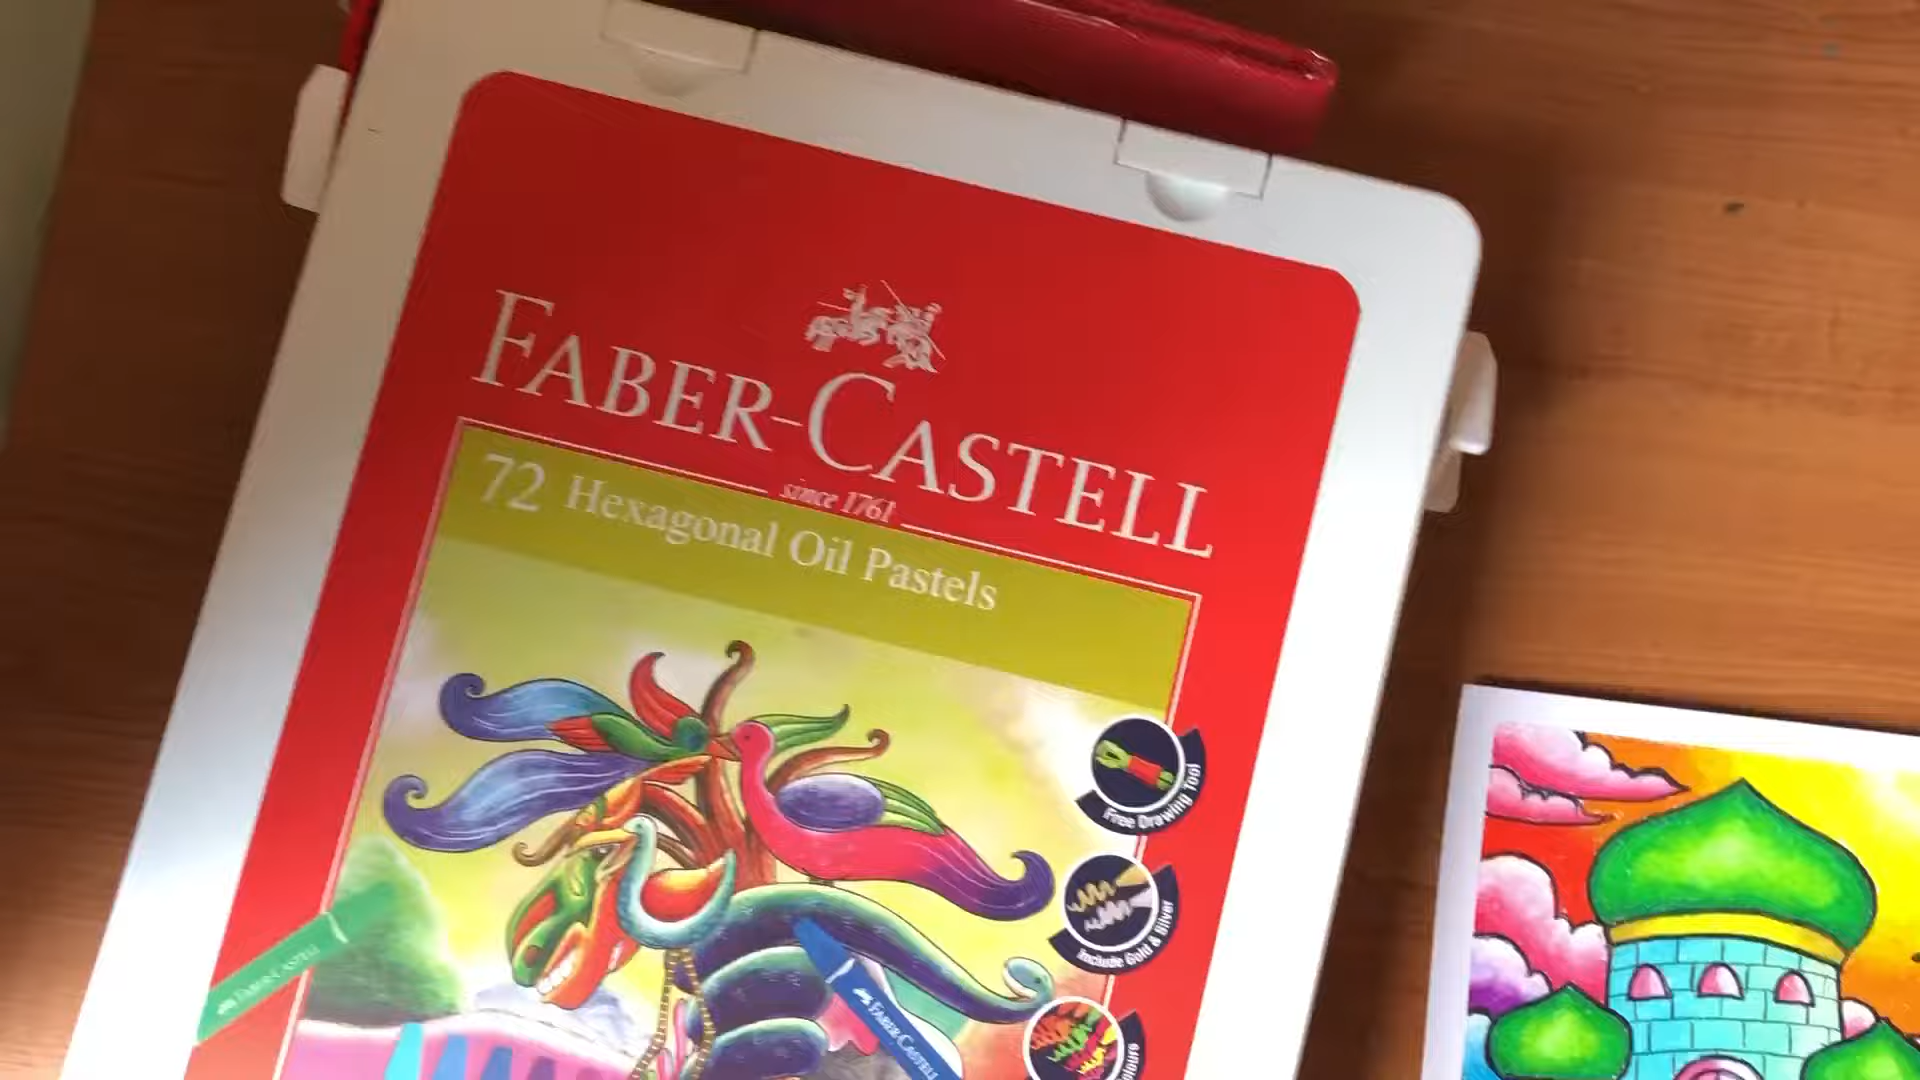 FABER-CASTELL
since 1761
72 Hexagonal Oil Pastels
Free Drawing Tool
Include Gold & Silver
FABER-CASTELL
FABER-CASTELL